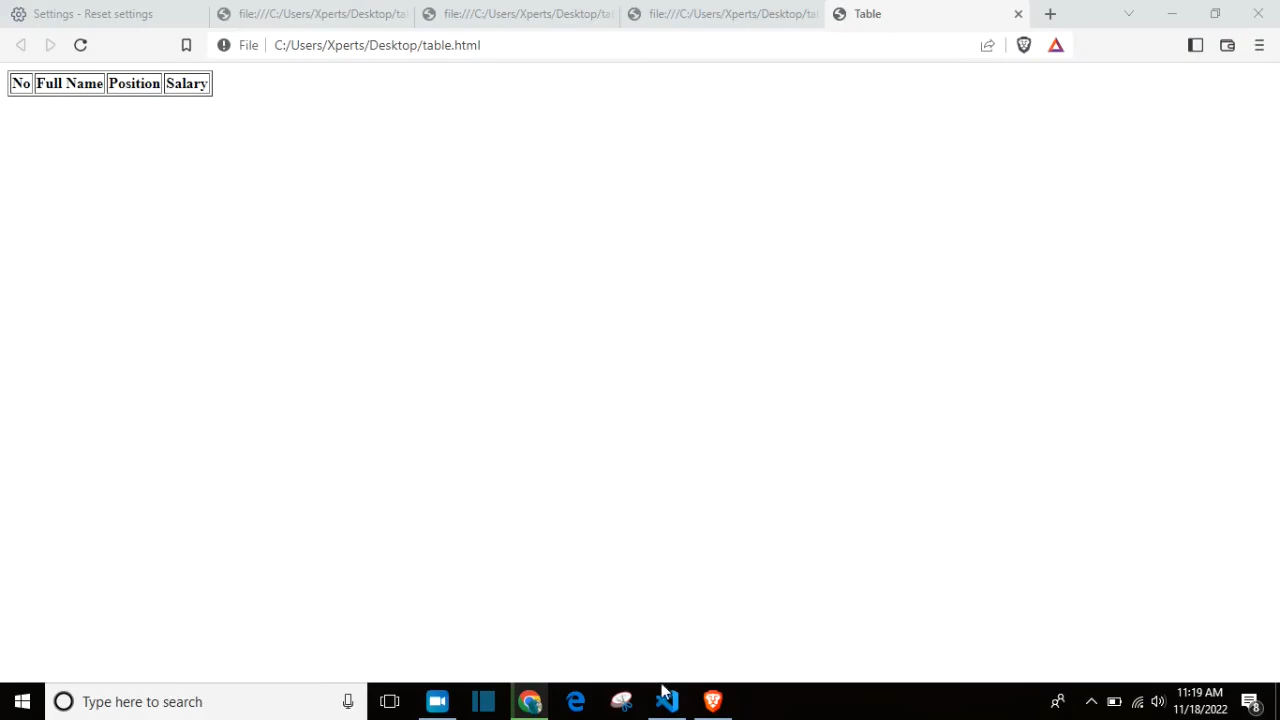 Settings - Reset settings
file:///C:/Users/Xperts/Desktop/ta
file:///C:/Users/Xperts/Desktop/ta
file:///C:/Users/Xperts/Desktop/ta
Table
File
C:/Users/Xperts/Desktop/table.html
No Full Name Position Salary
Type here to search
11:19 AM
11/18/2022
8